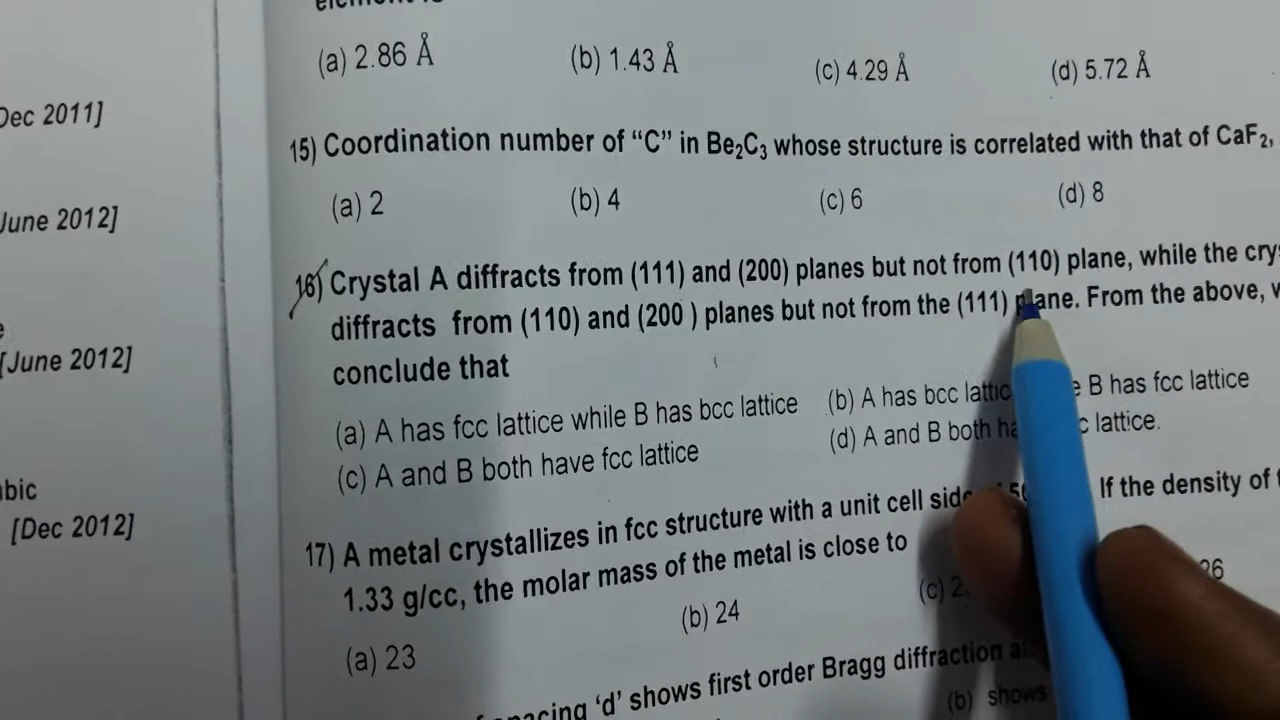 Dec 2011]
June 2012]
[June 2012]
[Dec 2012]
element is
(a) 2.86 Å (b) 1.43 Å (c) 4.29 Å (d) 5.72 Å
15) Coordination number of “C” in Be₂C₃ whose structure is correlated with that of CaF₂,
(a) 2 (b) 4 (c) 6 (d) 8
16) Crystal A diffracts from (111) and (200) planes but not from (110) plane, while the
diffracts from (110) and (200 ) planes but not from the (111) plane. From the above,
conclude that
(a) A has fcc lattice while B has bcc lattice (b) A has bcc B has fcc lattice
(c) A and B both have fcc lattice (d) A and B both lattice.
17) A metal crystallizes in fcc structure with a unit cell side If the density of
1.33 g/cc, the molar mass of the metal is close to
(a) 23 (b) 24 (c) 2
‘d’ shows first order Bragg diffraction
(b) shows